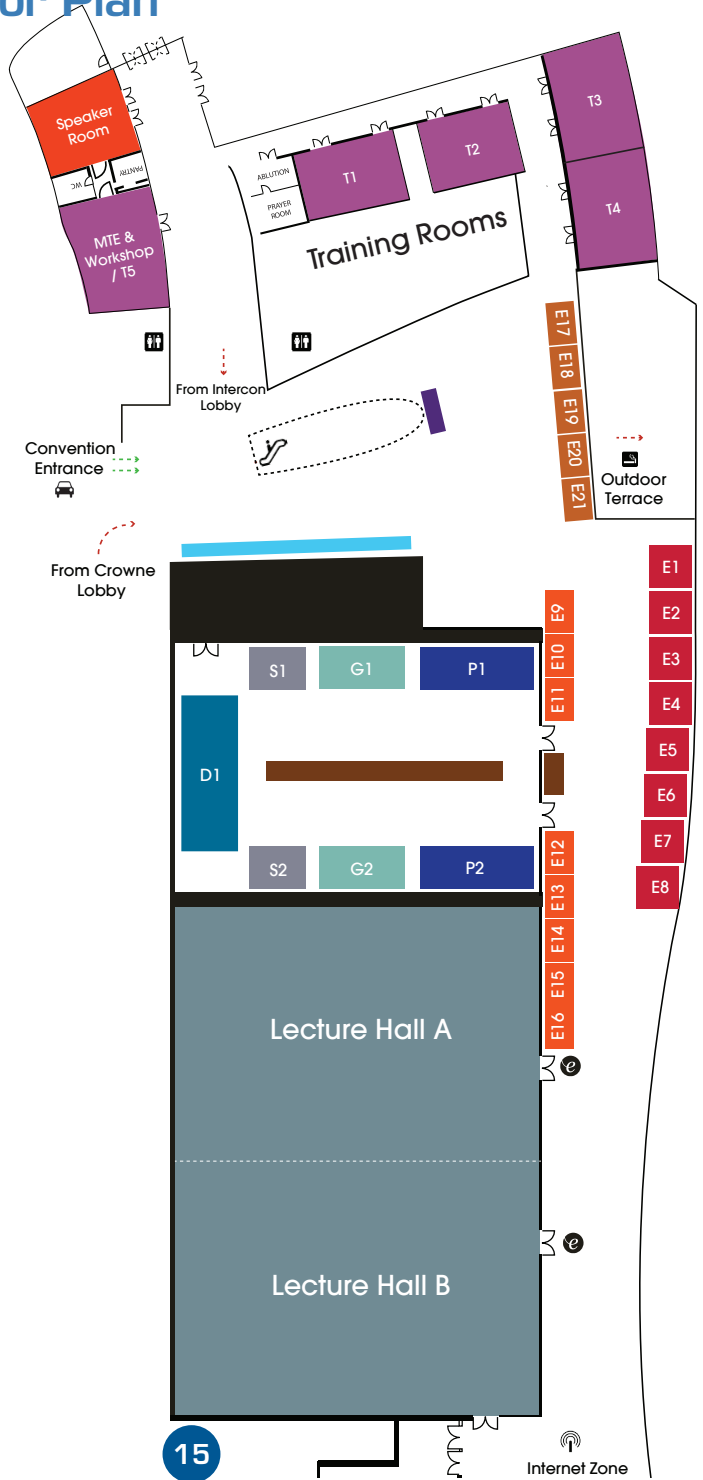 or Plan
Speaker
Room
WC
PANTRY
MTE &
Workshop
/ T5
ABLUTION
PRAYER
ROOM
T1
T2
T3
T4
Training Rooms
From Intercon
Lobby
Convention
Entrance
From Crowne
Lobby
E17
E18
E19
E20
E21
Outdoor
Terrace
E1
E2
E3
E4
E5
E6
E7
E8
E9
E10
E11
S1
G1
P1
D1
S2
G2
P2
E12
E13
E14
E15
E16
Lecture Hall A
e
Lecture Hall B
e
15
Internet Zone